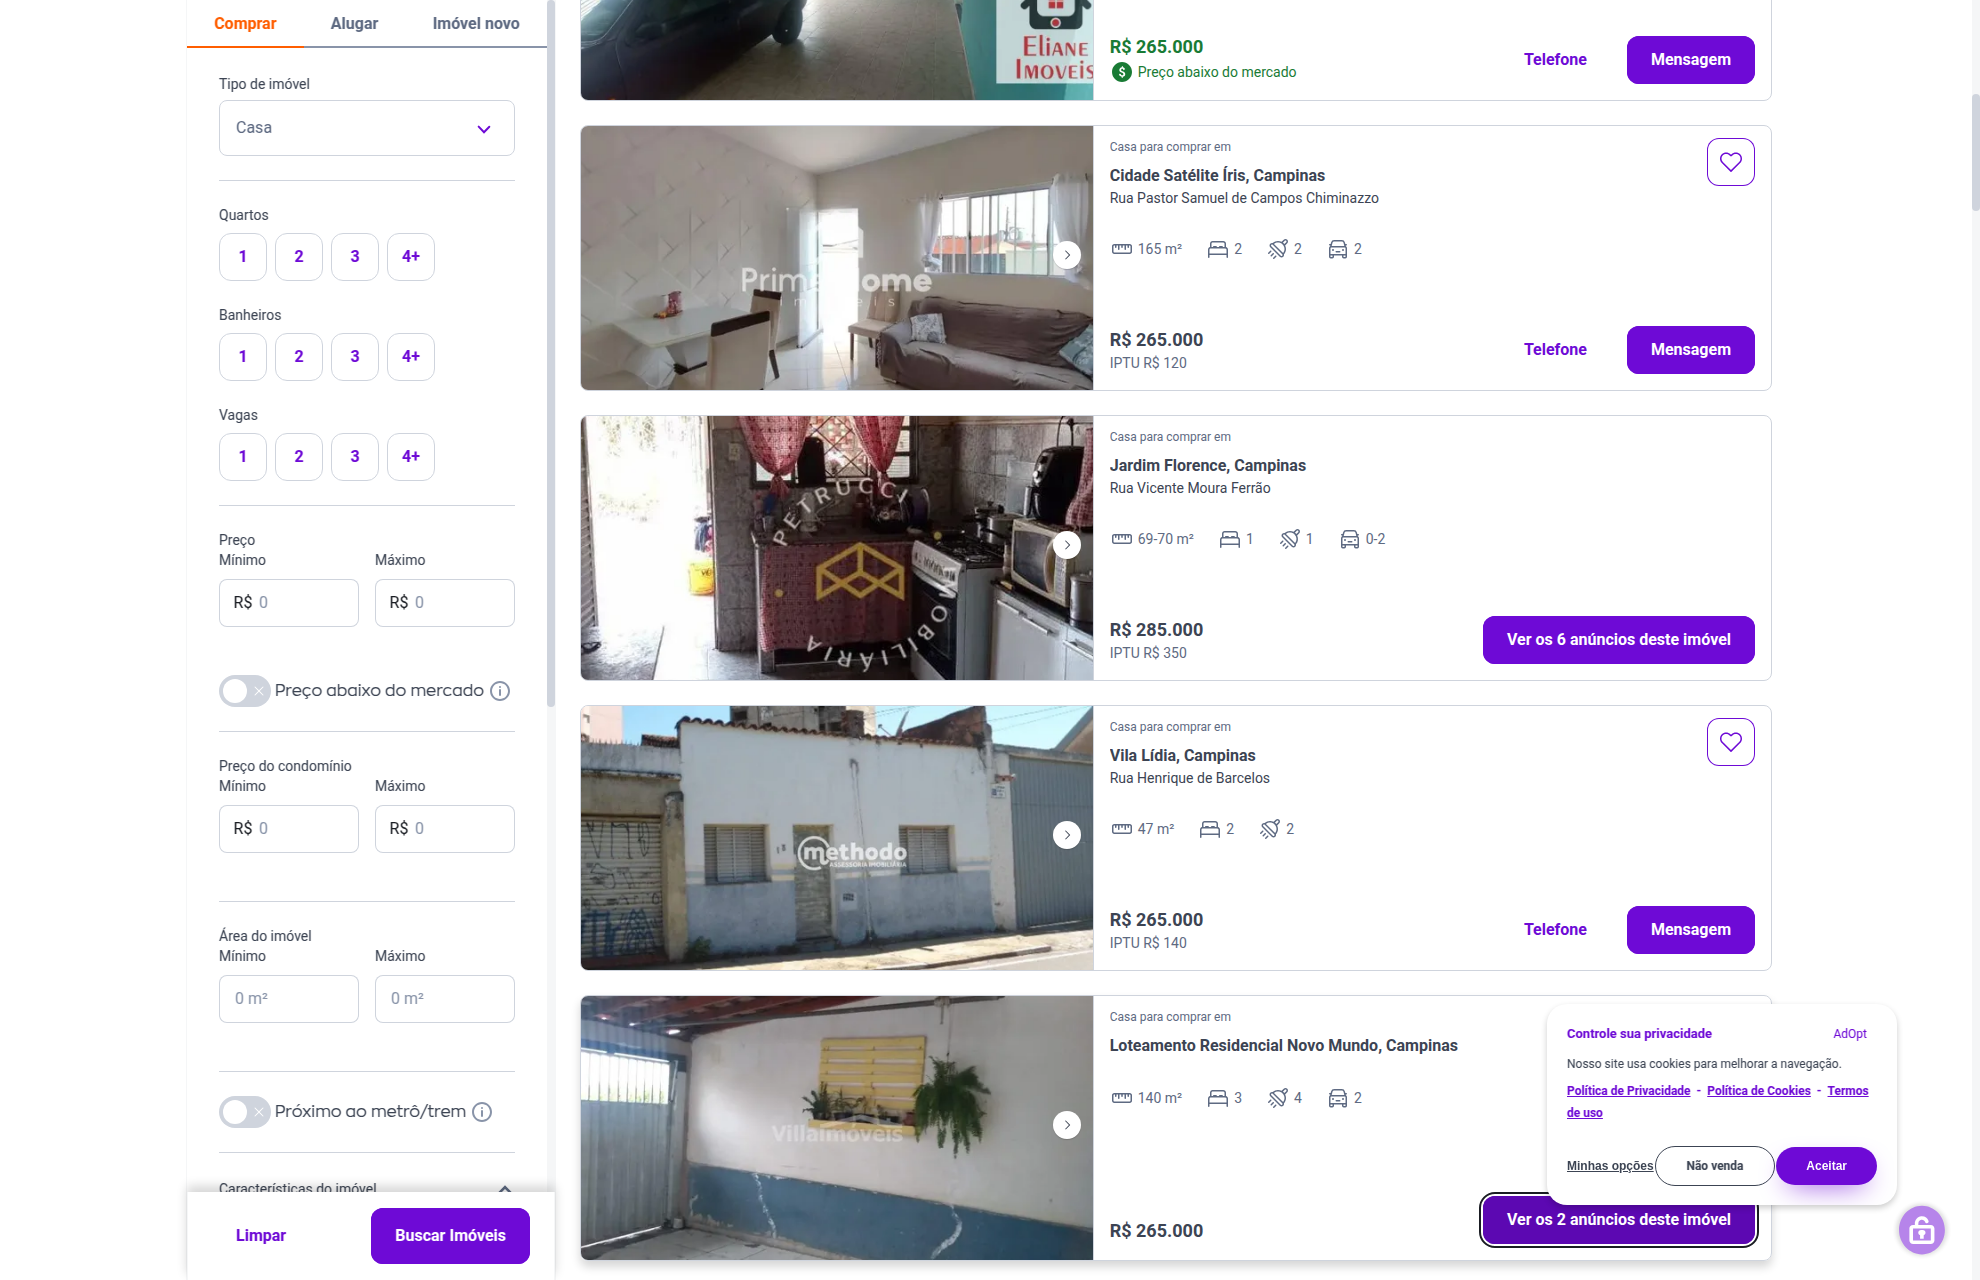 Comprar
Alugar
Imóvel novo
Tipo de imóvel
Casa
Quartos
1
2
3
4+
Banheiros
1
2
3
4+
Vagas
1
2
3
4+
Preço
Mínimo
Máximo
R$ 0
R$ 0
Preço abaixo do mercado
Preço do condomínio
Mínimo
Máximo
R$ 0
R$ 0
Área do imóvel
Mínimo
Máximo
0 m²
0 m²
Próximo ao metrô/trem
Características do imóvel
Limpar
Buscar Imóveis
Eliane
Imoveis
R$ 265.000
Preço abaixo do mercado
Telefone
Mensagem
Casa para comprar em
Cidade Satélite Íris, Campinas
Rua Pastor Samuel de Campos Chiminazzo
165 m²
2
2
2
R$ 265.000
IPTU R$ 120
Telefone
Mensagem
PETRUCCI
IMOBILIÁRIA
Casa para comprar em
Jardim Florence, Campinas
Rua Vicente Moura Ferrão
69-70 m²
1
1
0-2
R$ 285.000
IPTU R$ 350
Ver os 6 anúncios deste imóvel
methodo
ASSESSORIA IMOBILIÁRIA
Casa para comprar em
Vila Lídia, Campinas
Rua Henrique de Barcelos
47 m²
2
2
R$ 265.000
IPTU R$ 140
Telefone
Mensagem
Villaimóveis
Casa para comprar em
Loteamento Residencial Novo Mundo, Campinas
140 m²
3
4
2
R$ 265.000
Ver os 2 anúncios deste imóvel
Controle sua privacidade
AdOpt
Nosso site usa cookies para melhorar a navegação.
Política de Privacidade - Política de Cookies - Termos
de uso
Minhas opções
Não venda
Aceitar